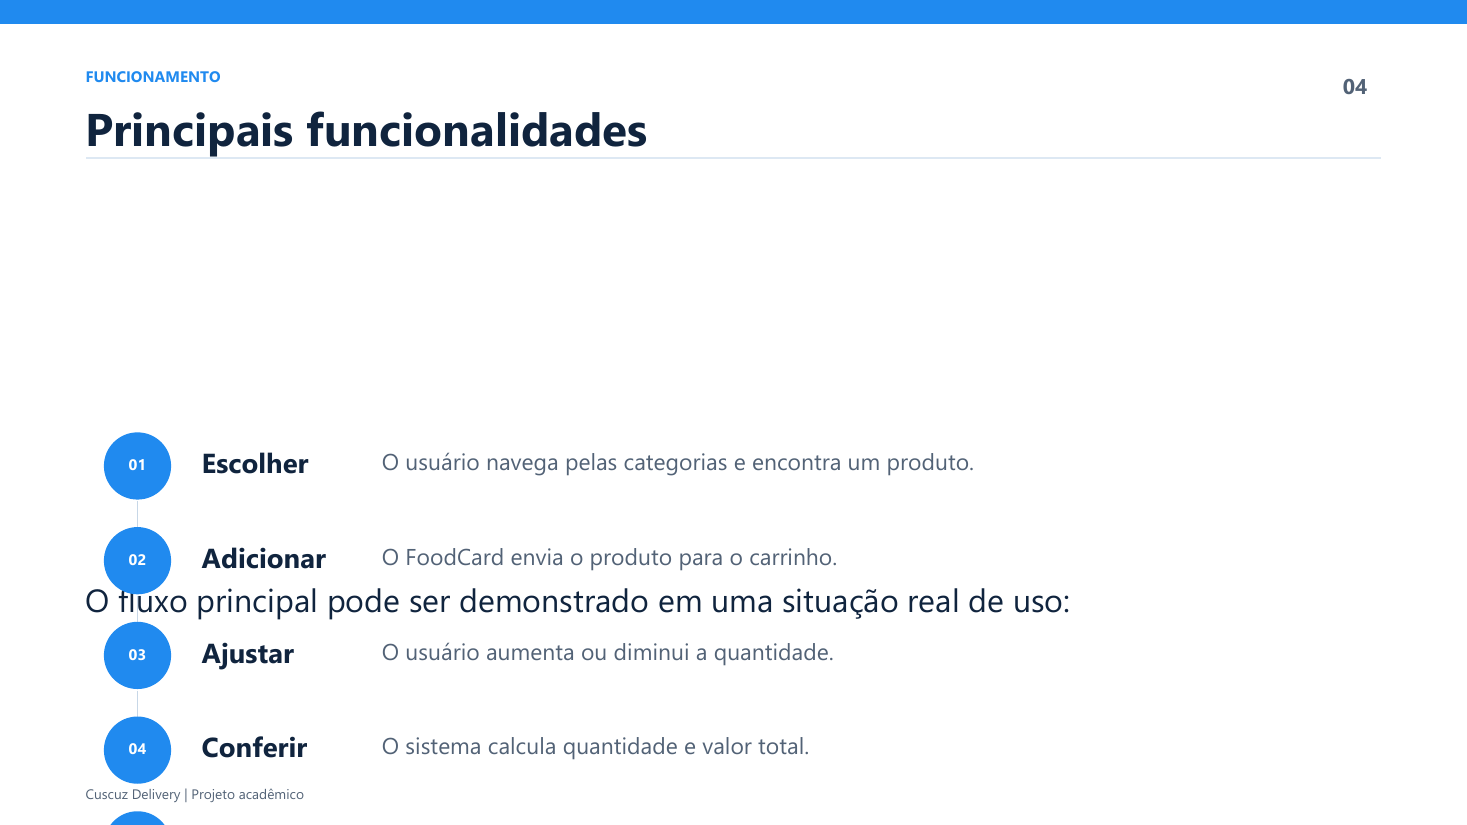 FUNCIONAMENTO
04
Principais funcionalidades
01 Escolher O usuário navega pelas categorias e encontra um produto.
02 Adicionar O FoodCard envia o produto para o carrinho.
O fluxo principal pode ser demonstrado em uma situação real de uso:
03 Ajustar O usuário aumenta ou diminui a quantidade.
04 Conferir O sistema calcula quantidade e valor total.
Cuscuz Delivery | Projeto acadêmico